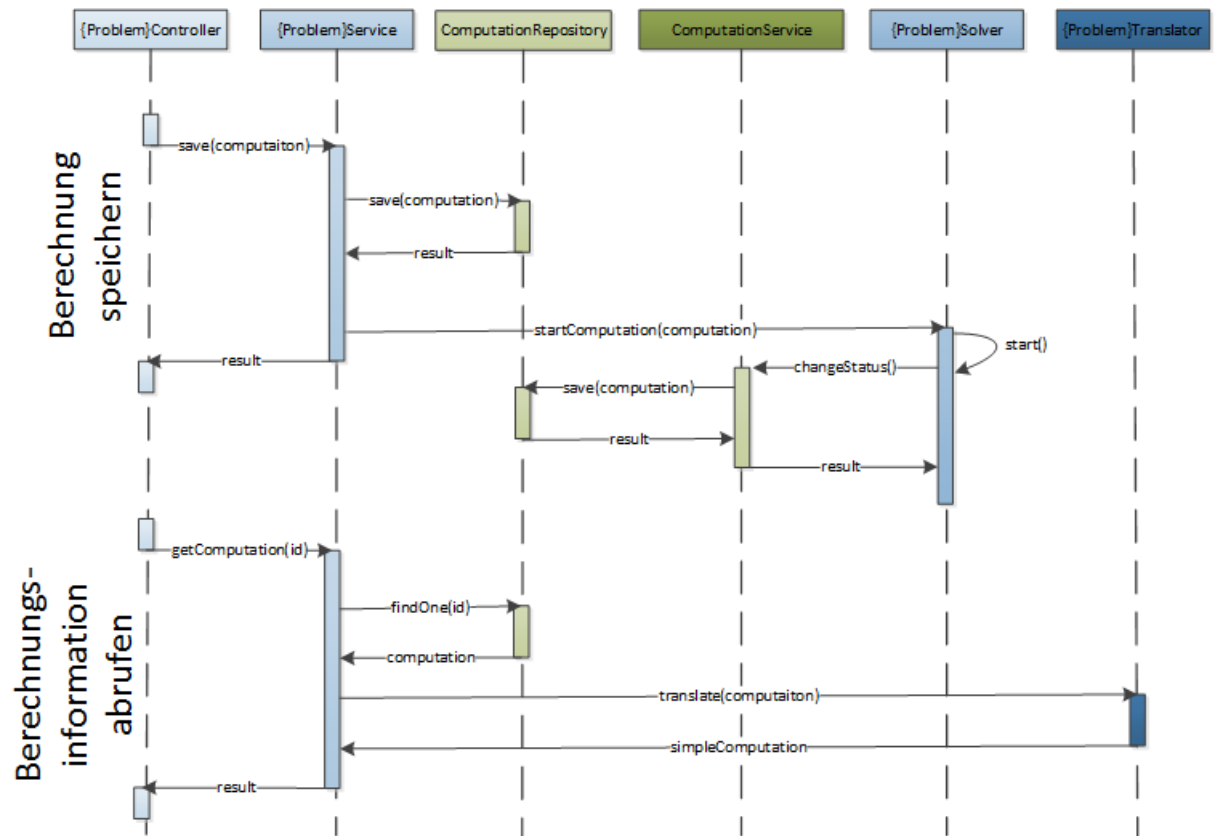 {Problem}Controller
{Problem}Service
ComputationRepository
ComputationService
{Problem}Solver
{Problem}Translator
Berechnung
speichern
save(computaiton)
save(computation)
result
startComputation(computation)
start()
result
changeStatus()
save(computation)
result
result
Berechnungs-
information
abrufen
getComputation(id)
findOne(id)
computation
translate(computaiton)
simpleComputation
result